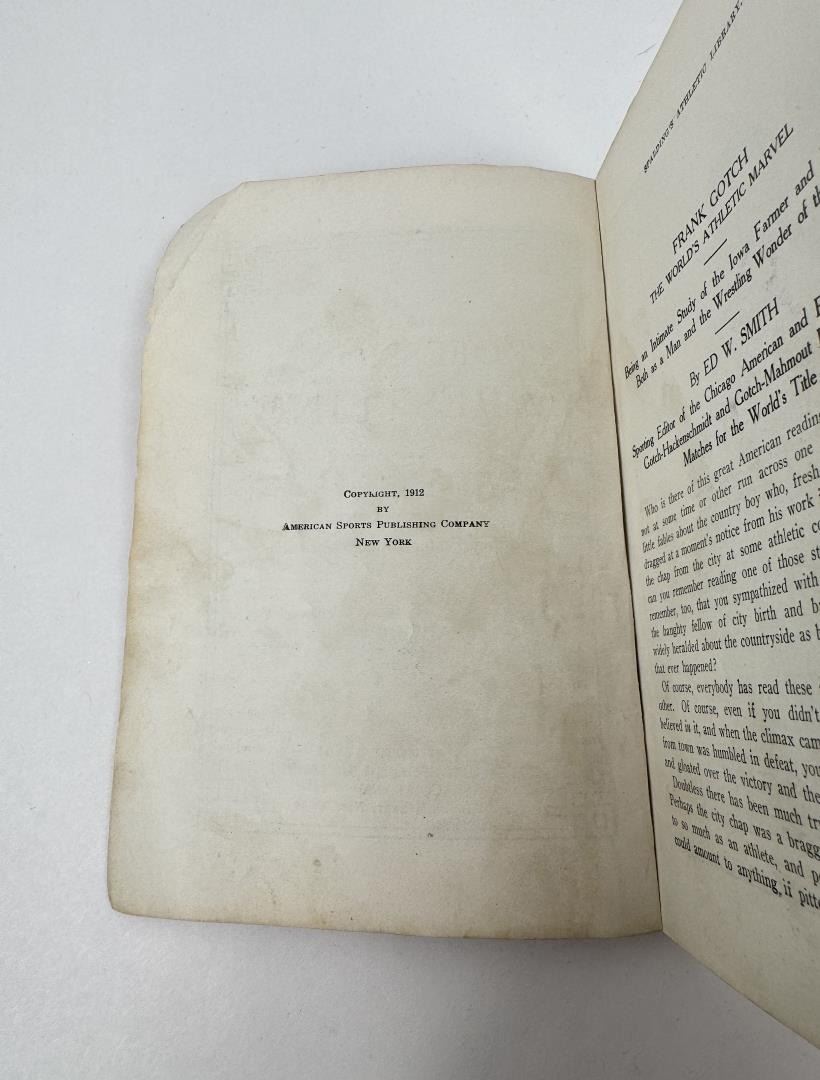 COPYRIGHT, 1912
BY
AMERICAN SPORTS PUBLISHING COMPANY
NEW YORK
SPALDING'S ATHLETIC LIBRARY.
FRANK GOTCH
THE WORLD'S ATHLETIC MARVEL
Being an Intimate Study of the Iowa Farmer and
Both as a Man and the Wrestling Wonder of the
By ED W. SMITH
Sporting Editor of the Chicago American and
Gotch-Hackenschmidt and Gotch-Mahmout
Matches for the World's Title
Who is there of this great American reading
not at some time or other run across one
little fables about the country boy who, fresh
dragged at a moment's notice from his work
the chap from the city at some athletic
can you remember reading one of those
remember, too, that you sympathized with
the haughty fellow of city birth and
widely heralded about the countryside as
that ever happened?
Of course, everybody has read these
other. Of course, even if you didn't
believed in it, and when the climax
from town was humbled in defeat, you
and gloated over the victory and the
Doubtless there has been much
Perhaps the city chap was a
to so much as an athlete, and
could amount to anything, if